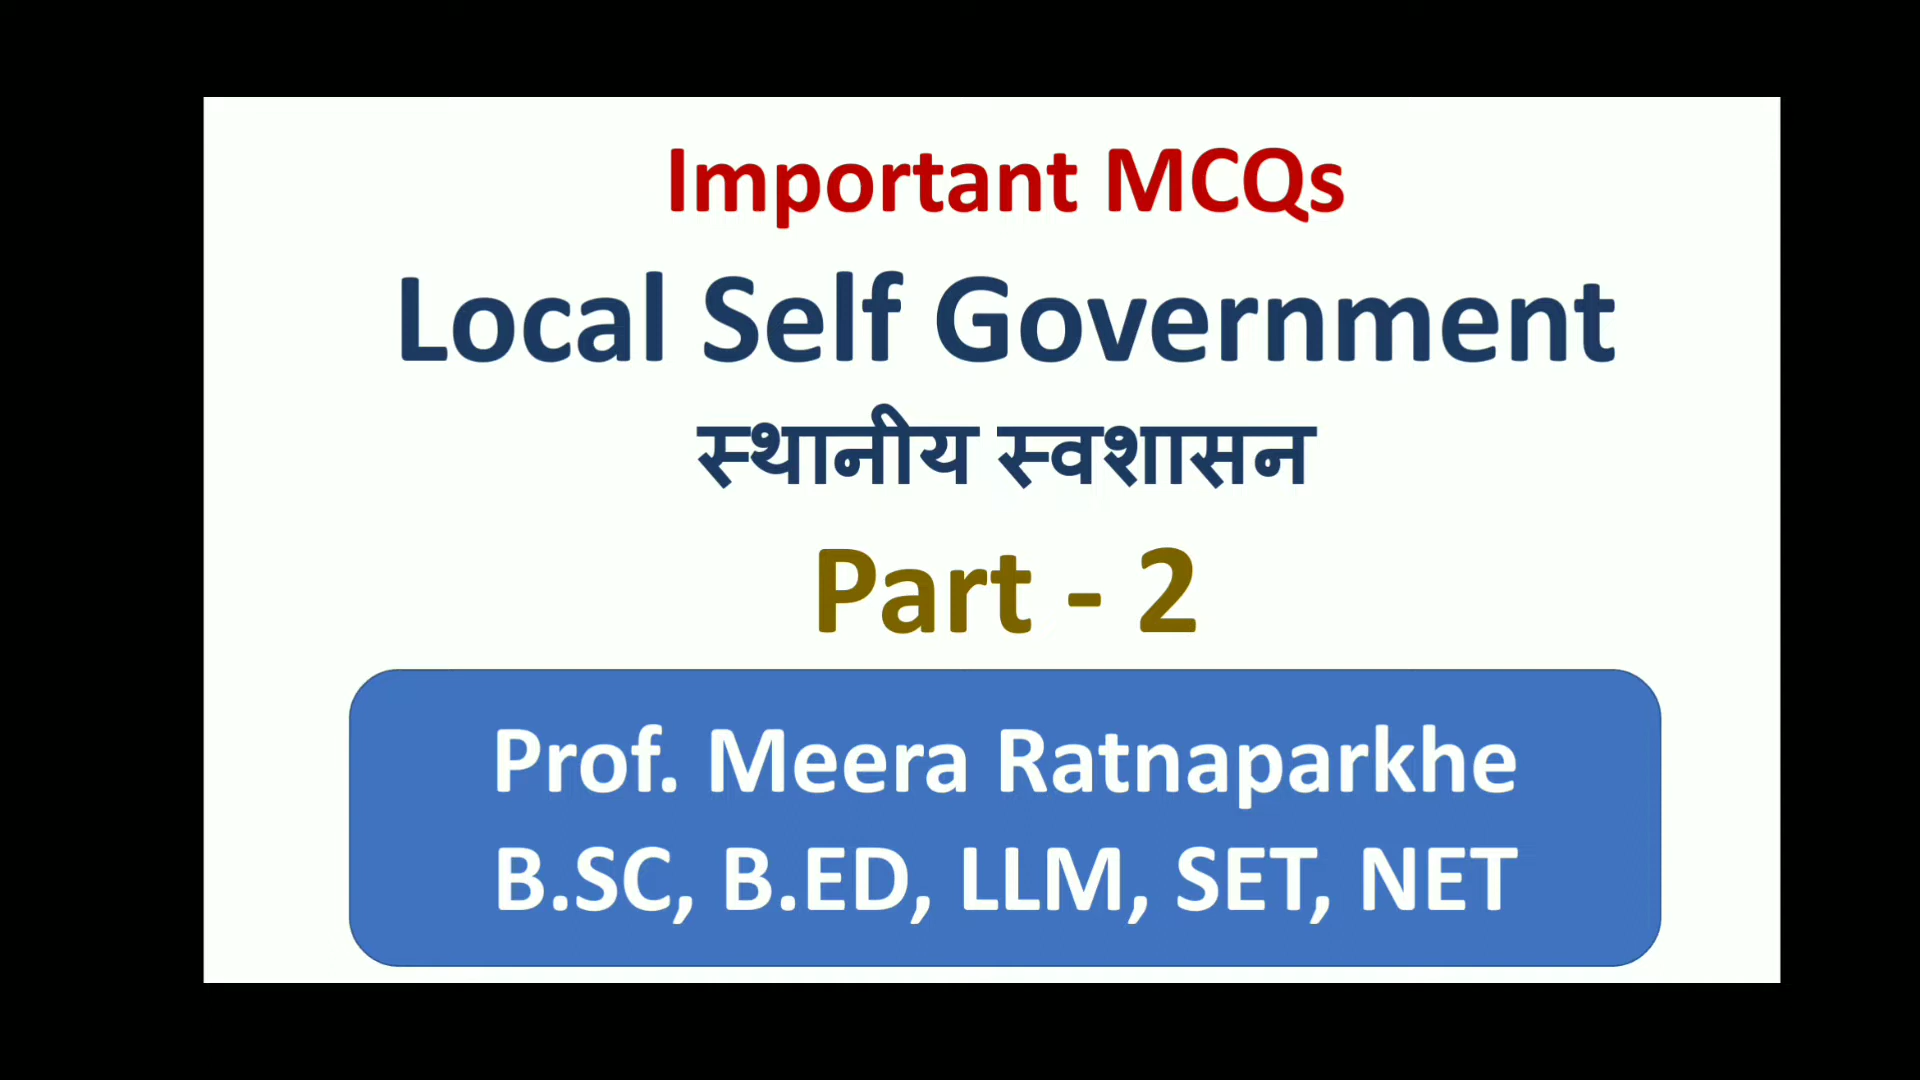 Important MCQs
Local Self Government
स्थानीय स्वशासन
Part - 2
Prof. Meera Ratnaparkhe
B.SC, B.ED, LLM, SET, NET